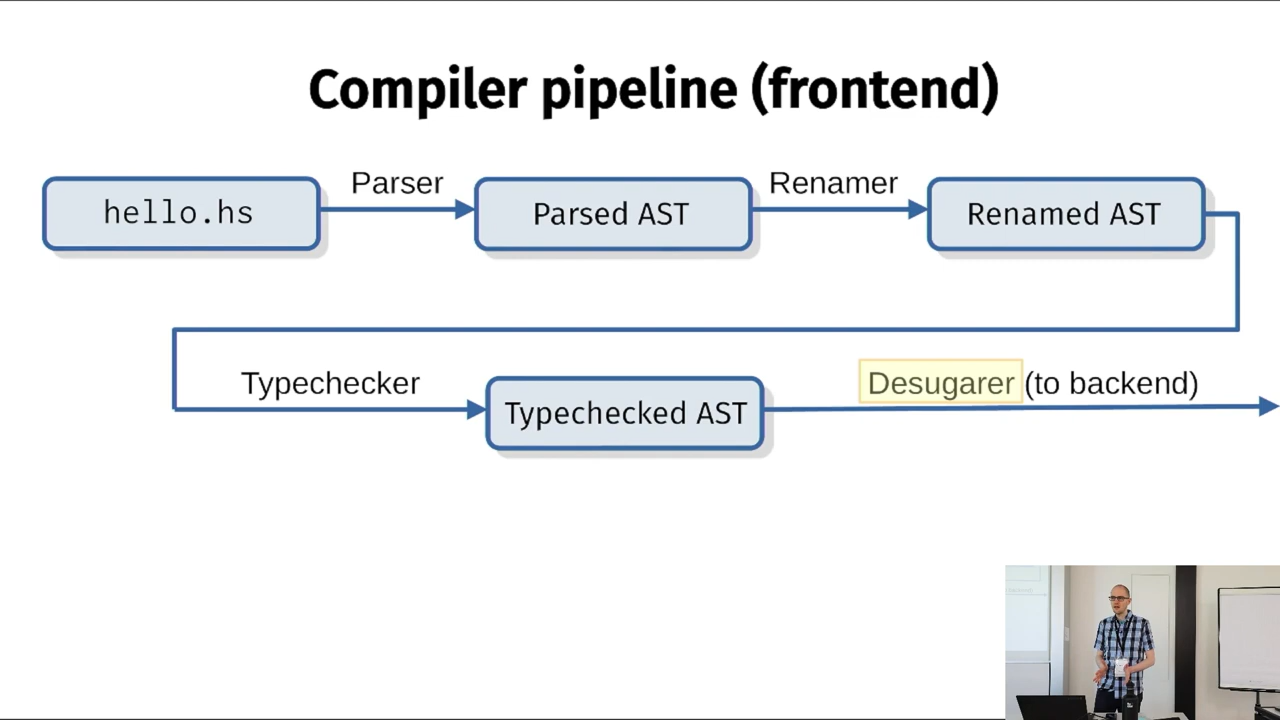 Compiler pipeline (frontend)
Parser
Renamer
hello.hs
Parsed AST
Renamed AST
Typechecker
Desugarer (to backend)
Typechecked AST